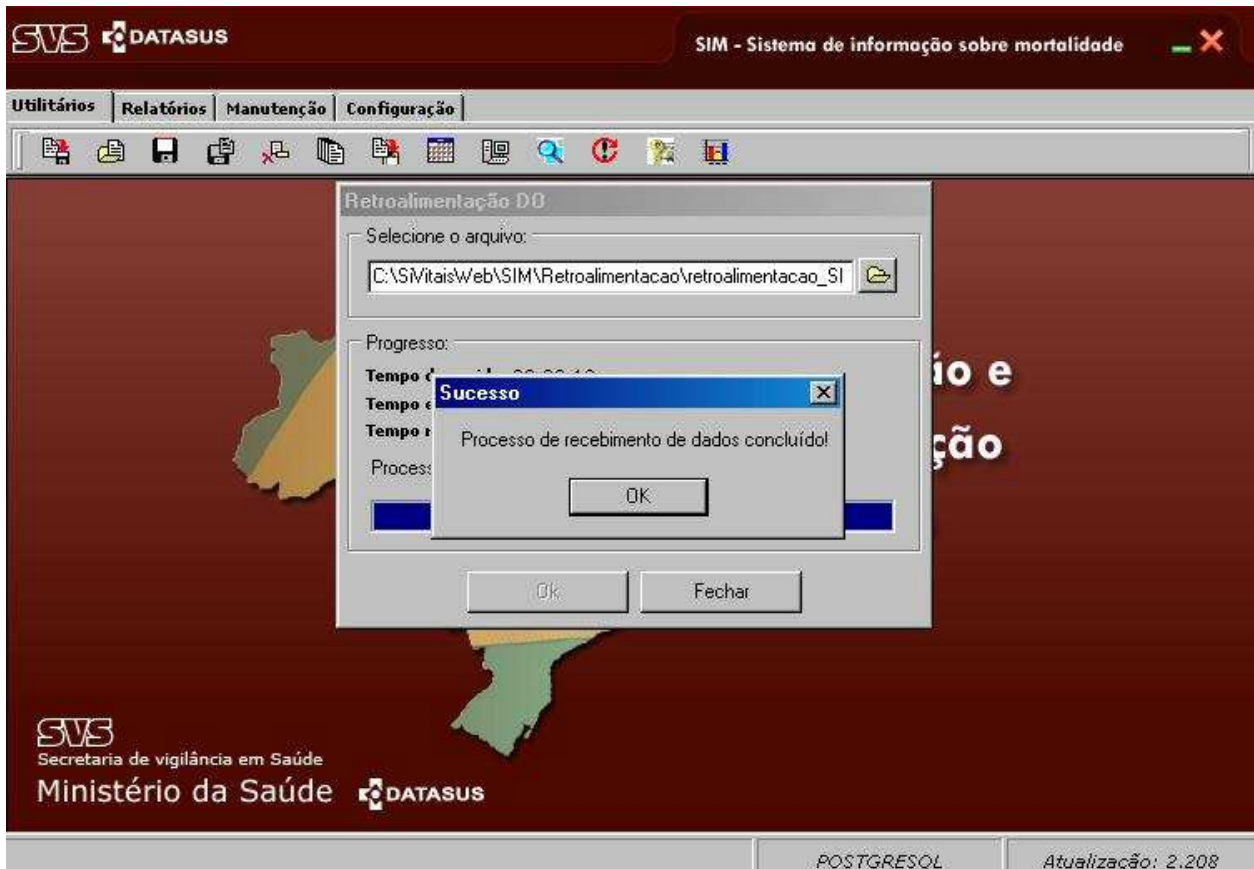 SVS DATASUS
SIM - Sistema de informação sobre mortalidade
Utilitários Relatórios Manutenção Configuração
Retroalimentação DO
Selecione o arquivo:
C:\SiVitaisWeb\SIM\Retroalimentacao\retroalimentacao_SI
Progresso:
Tempo
Tempo
Tempo
Process
Sucesso
Processo de recebimento de dados concluído!
OK
Ok
Fechar
ão e
ção
SVS
Secretaria de vigilância em Saúde
Ministério da Saúde DATASUS
POSTGRESQL
Atualização: 2.208